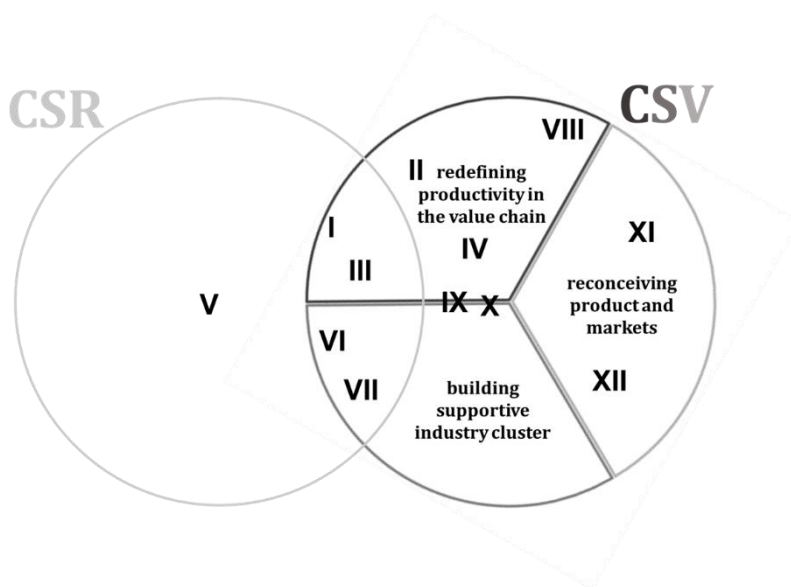 CSR
CSV
VIII
II redefining
productivity in
the value chain
I
XI
IV
III
reconceiving
product and
markets
V
IX X
VI
XII
VII
building
supportive
industry cluster